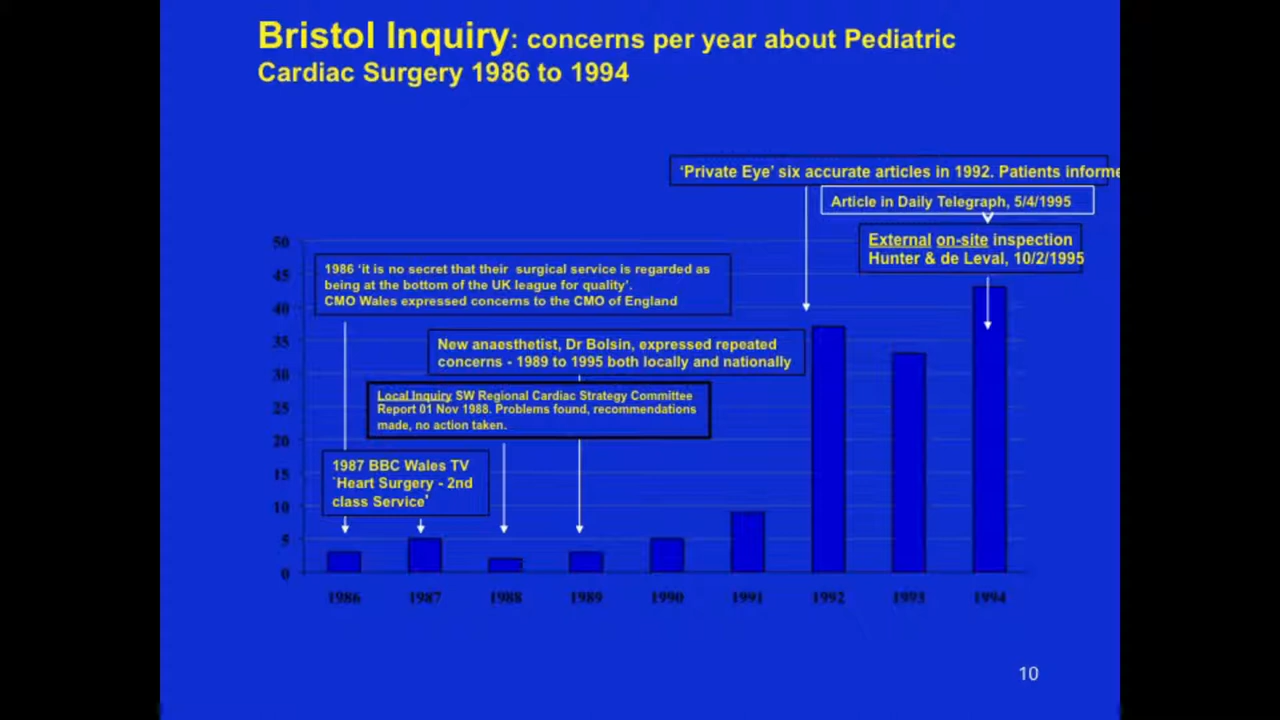 Bristol Inquiry: concerns per year about Pediatric
Cardiac Surgery 1986 to 1994
'Private Eye' six accurate articles in 1992. Patients informe
Article in Daily Telegraph, 5/4/1995
External on-site inspection
Hunter & de Leval, 10/2/1995
1986 'it is no secret that their surgical service is regarded as
being at the bottom of the UK league for quality'.
CMO Wales expressed concerns to the CMO of England
New anaesthetist, Dr Bolsin, expressed repeated
concerns - 1989 to 1995 both locally and nationally
Local Inquiry SW Regional Cardiac Strategy Committee
Report 01 Nov 1988. Problems found, recommendations
made, no action taken.
1987 BBC Wales TV
`Heart Surgery - 2nd
class Service'
50
45
40
35
30
25
20
15
10
5
0
1986 1987 1988 1989 1990 1991 1992 1993 1994
10